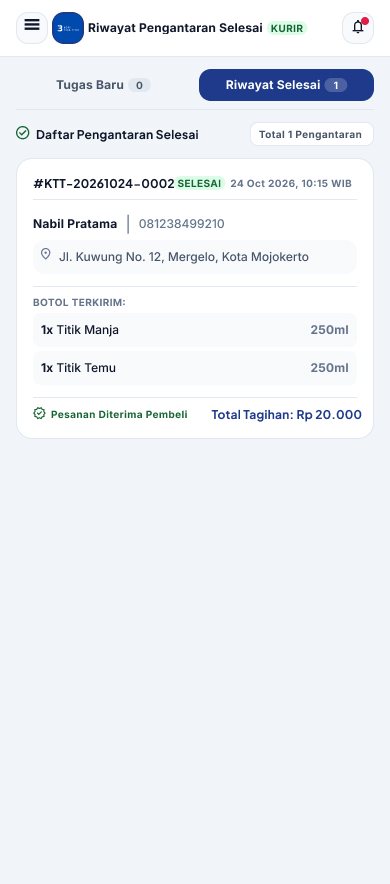 Riwayat Pengantaran Selesai KURIR
Tugas Baru 0
Riwayat Selesai 1
Daftar Pengantaran Selesai
Total 1 Pengantaran
#KTT-20261024-0002 SELESAI 24 Oct 2026, 10:15 WIB
Nabil Pratama | 081238499210
Jl. Kuwung No. 12, Mergelo, Kota Mojokerto
BOTOL TERKIRIM:
1x Titik Manja 250ml
1x Titik Temu 250ml
Pesanan Diterima Pembeli Total Tagihan: Rp 20.000